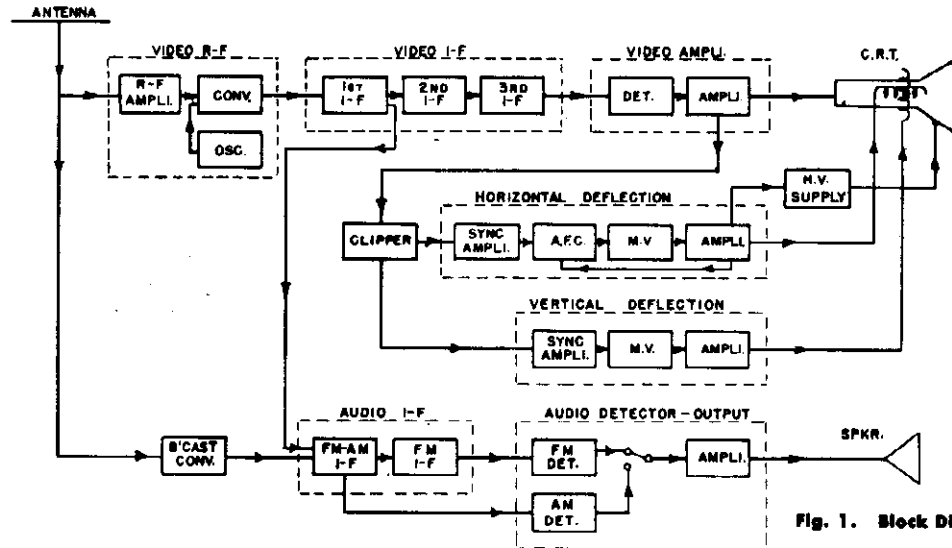 ANTENNA
VIDEO R-F
VIDEO I-F
VIDEO AMPLI.
C.R.T.
R-F
AMPLI.
CONV.
OSC.
1ST
I-F
2ND
I-F
3RD
I-F
DET.
AMPLI.
H.V.
SUPPLY
HORIZONTAL DEFLECTION
CLIPPER
SYNC
AMPLI.
A.F.C.
M.V.
AMPLI.
VERTICAL DEFLECTION
SYNC
AMPLI.
M.V.
AMPLI.
AUDIO I-F
AUDIO DETECTOR-OUTPUT
B'CAST
CONV.
FM-AM
I-F
FM
I-F
FM
DET.
AMPLI.
SPKR.
AM
DET.
Fig. 1. Block Di